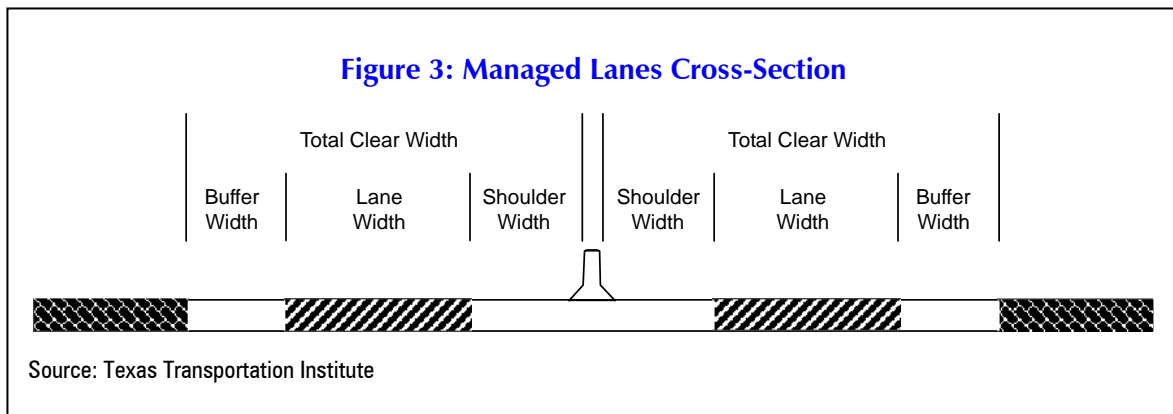 Figure 3: Managed Lanes Cross-Section
Total Clear Width
Total Clear Width
Buffer Width
Lane Width
Shoulder Width
Shoulder Width
Lane Width
Buffer Width
Source: Texas Transportation Institute